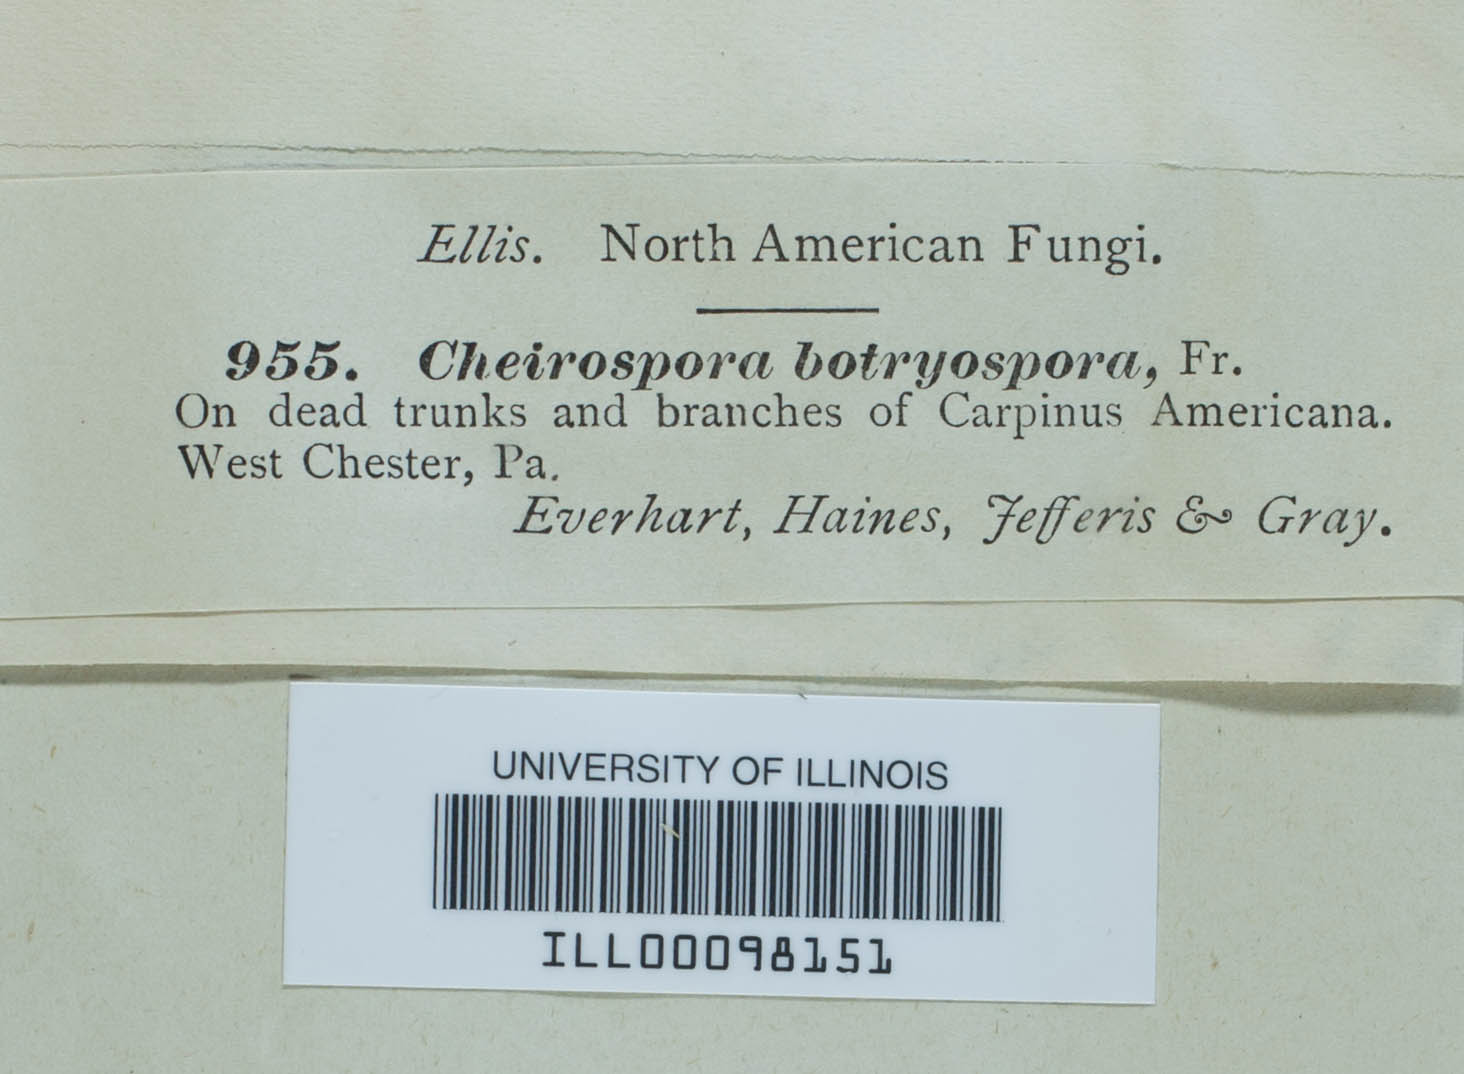 Ellis. North American Fungi.
955. Cheirospora botryospora, Fr.
On dead trunks and branches of Carpinus Americana.
West Chester, Pa.
Everhart, Haines, Jefferis & Gray.
UNIVERSITY OF ILLINOIS
ILL00098151